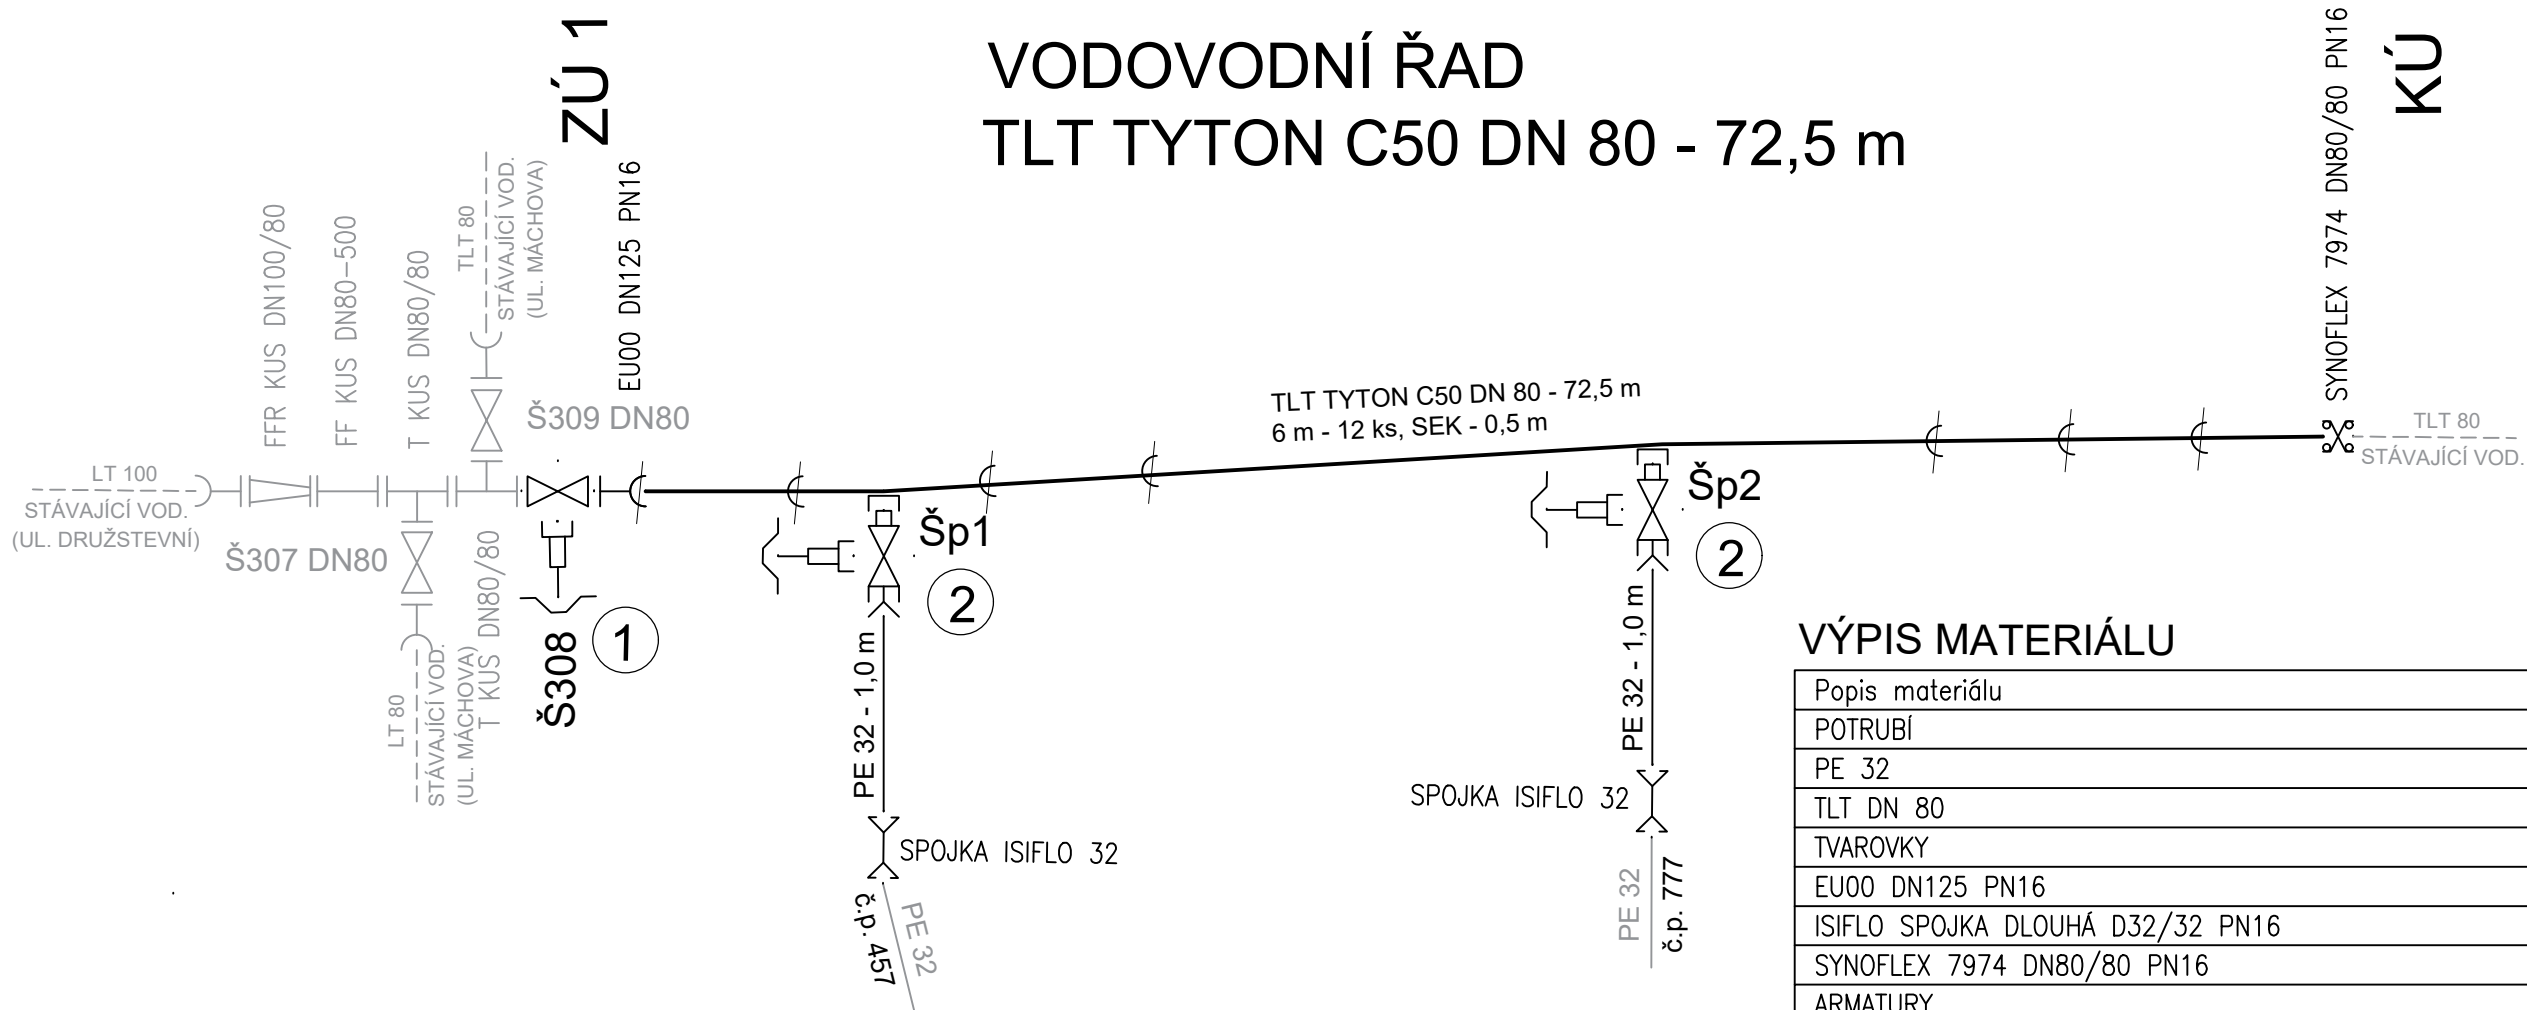 VODOVODNÍ ŘAD
TLT TYTON C50 DN 80 - 72,5 m
ZÚ 1
KÚ
EU00 DN125 PN16
SYNOFLEX 7974 DN80/80 PN16
FFR KUS DN100/80
FF KUS DN80-500
T KUS DN80/80
TLT 80
STÁVAJÍCÍ VOD.
(UL. MÁCHOVA)
Š309 DN80
TLT TYTON C50 DN 80 - 72,5 m
6 m - 12 ks, SEK - 0,5 m
TLT 80
STÁVAJÍCÍ VOD.
LT 100
STÁVAJÍCÍ VOD.
(UL. DRUŽSTEVNÍ)
Š307 DN80
T KUS DN80/80
LT 80
STÁVAJÍCÍ VOD.
(UL. MÁCHOVA)
Š308
1
Šp1
2
Šp2
2
PE 32 - 1,0 m
PE 32 - 1,0 m
SPOJKA ISIFLO 32
SPOJKA ISIFLO 32
č.p. 457
PE 32
PE 32
č.p. 777
VÝPIS MATERIÁLU
Popis materiálu
POTRUBÍ
PE 32
TLT DN 80
TVAROVKY
EU00 DN125 PN16
ISIFLO SPOJKA DLOUHÁ D32/32 PN16
SYNOFLEX 7974 DN80/80 PN16
ARMATURY